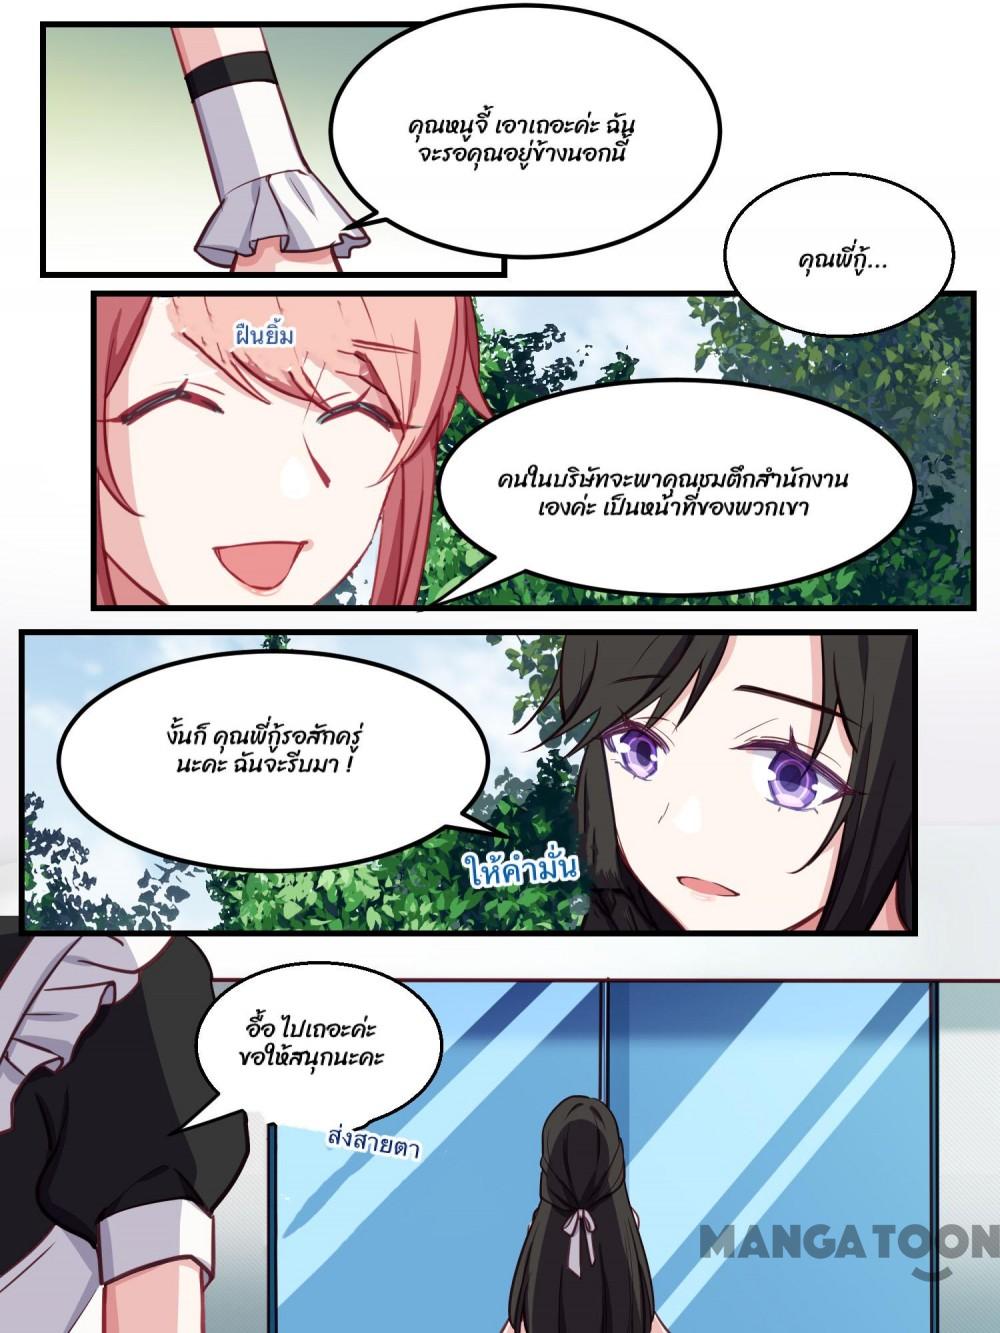 คุณหนูจี้ เอาเถอะค่ะ ฉัน
จะรอคุณอยู่ข้างนอกนี้
คุณพี่กู้...
ฝืนยิ้ม
คนในบริษัทจะพาคุณชมตึกสำนักงาน
เองค่ะ เป็นหน้าที่ของพวกเขา
งั้นก็ คุณพี่กู้รอสักครู่
นะคะ ฉันจะรีบมา !
ให้คำมั่น
อื้อ ไปเถอะค่ะ
ขอให้สนุกนะคะ
ส่งสายตา
MANGATOON